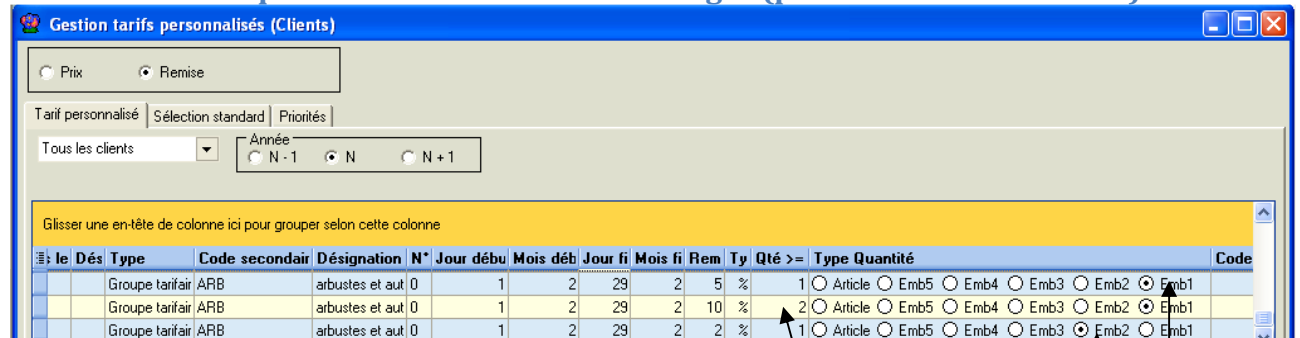 Gestion tarifs personnalisés (Clients)
Prix Remise
Tarif personnalisé Sélection standard Priorités
Tous les clients Année
N - 1 N N + 1
Glisser une en-tête de colonne ici pour grouper selon cette colonne
le Dés Type Code secondair Désignation N° Jour débu Mois déb Jour fi Mois fi Rem Ty Qté >= Type Quantité Code
Groupe tarifair ARB arbustes et aut 0 1 2 29 2 5 % 1 Article Emb5 Emb4 Emb3 Emb2 Emb1
Groupe tarifair ARB arbustes et aut 0 1 2 29 2 10 % 2 Article Emb5 Emb4 Emb3 Emb2 Emb1
Groupe tarifair ARB arbustes et aut 0 1 2 29 2 2 % 1 Article Emb5 Emb4 Emb3 Emb2 Emb1